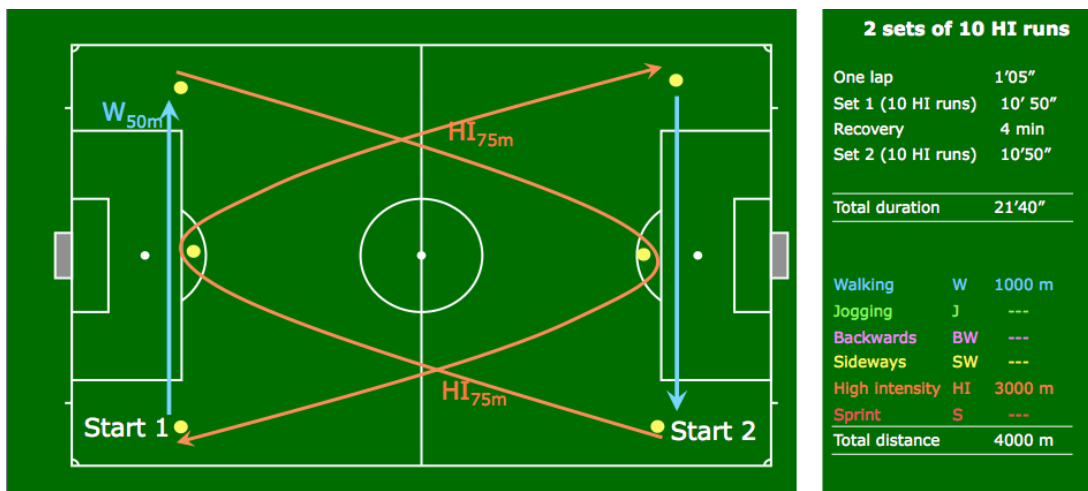 W50m
HI75m
HI75m
Start 1
Start 2
2 sets of 10 HI runs
One lap 1’05”
Set 1 (10 HI runs) 10’ 50”
Recovery 4 min
Set 2 (10 HI runs) 10’50”
Total duration 21’40”
Walking W 1000 m
Jogging J ---
Backwards BW ---
Sideways SW ---
High intensity HI 3000 m
Sprint S ---
Total distance 4000 m